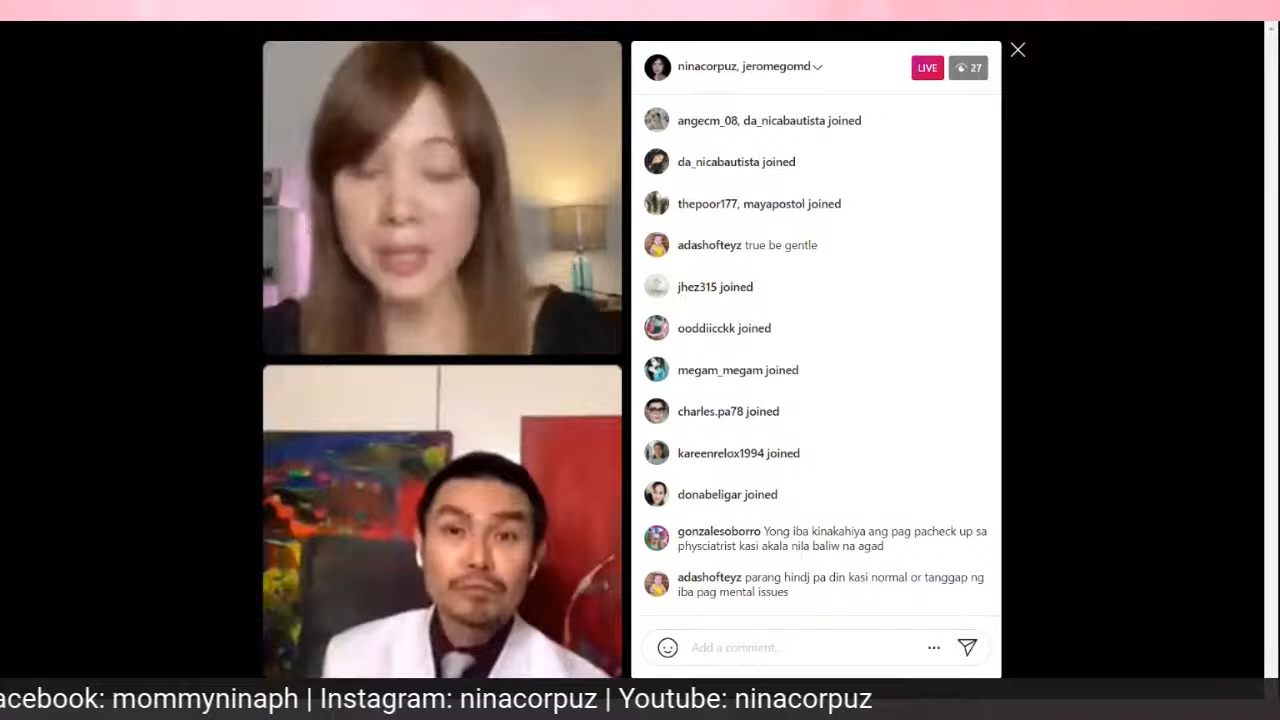 ninacorpuz, jeromegomd
LIVE
27
angecm_08, da_nicabautista joined
da_nicabautista joined
thepoor177, mayapostol joined
adashofteyz true be gentle
jhez315 joined
ooddiicckk joined
megam_megam joined
charles.pa78 joined
kareenrelox1994 joined
donabeligar joined
gonzalesoborro Yong iba kinakahiya ang pag pacheck up sa
physciatrist kasi akala nila baliw na agad
adashofteyz parang hindj pa din kasi normal or tanggap ng
iba pag mental issues
Add a comment...
acebook: mommyninaph | Instagram: ninacorpuz | Youtube: ninacorpuz